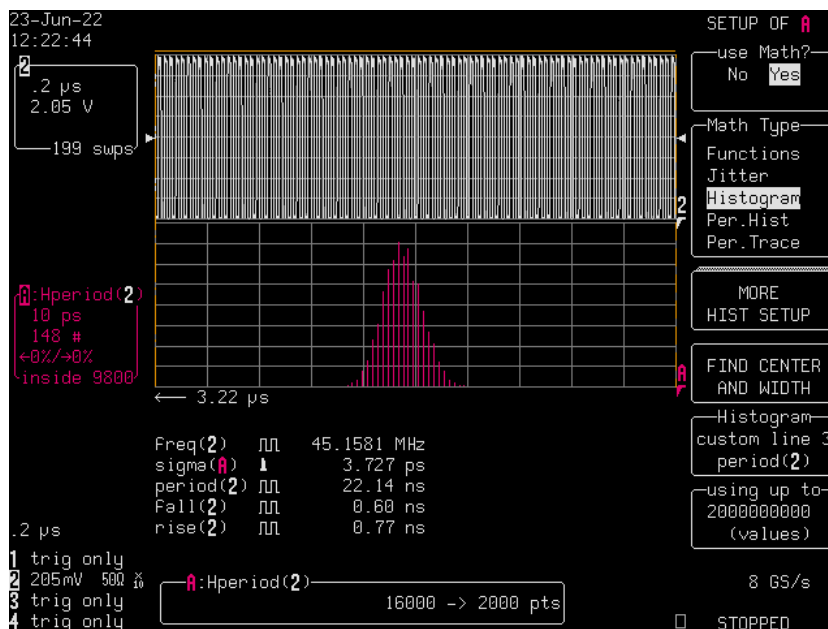 23-Jun-22
12:22:44
2
.2 µs
2.05 V
199 swps
2
A:Hperiod(2)
10 ps
148 #
←0%/→0%
inside 9800
A
← 3.22 µs
Freq(2) 45.1581 MHz
sigma(A) 3.727 ps
period(2) 22.14 ns
Fall(2) 0.60 ns
rise(2) 0.77 ns
.2 µs
1 trig only
2 205mV 50Ω X10
3 trig only
4 trig only
A:Hperiod(2)
16000 -> 2000 pts
SETUP OF A
use Math?
No Yes
Math Type
Functions
Jitter
Histogram
Per.Hist
Per.Trace
MORE
HIST SETUP
FIND CENTER
AND WIDTH
Histogram
custom line 3
period(2)
using up to
2000000000
(values)
8 GS/s
STOPPED